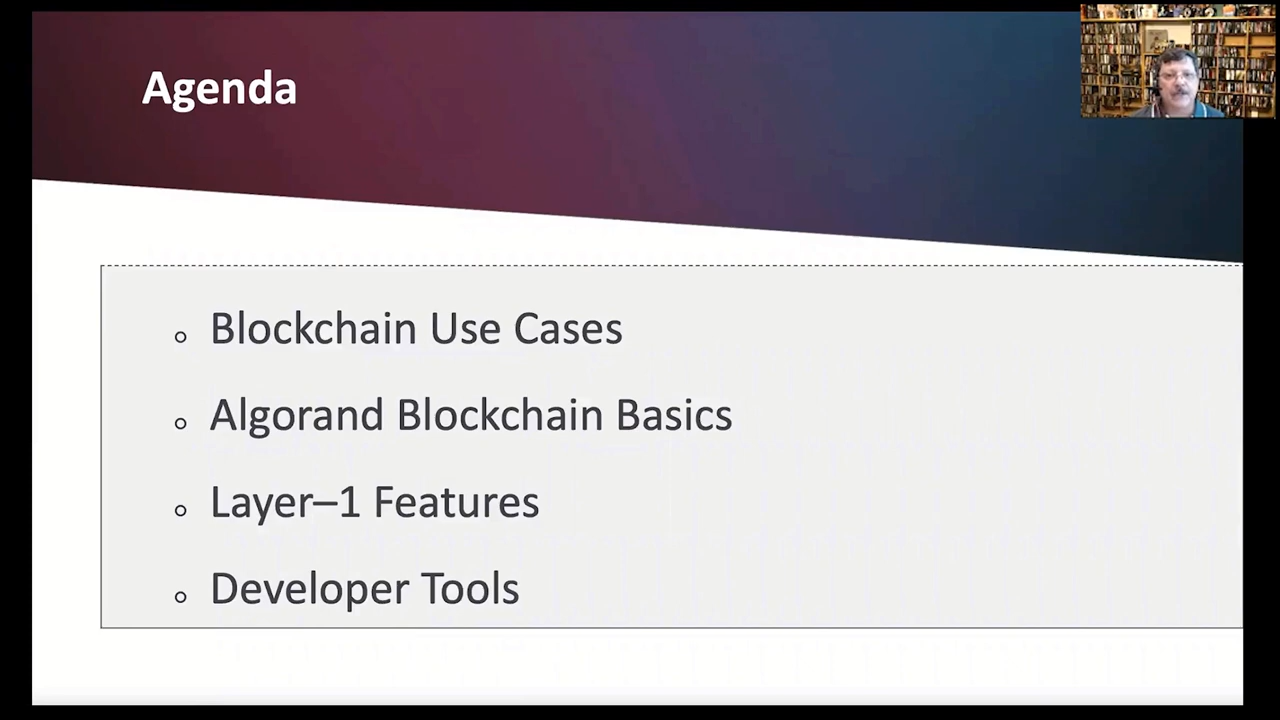 Agenda
Blockchain Use Cases
Algorand Blockchain Basics
Layer–1 Features
Developer Tools